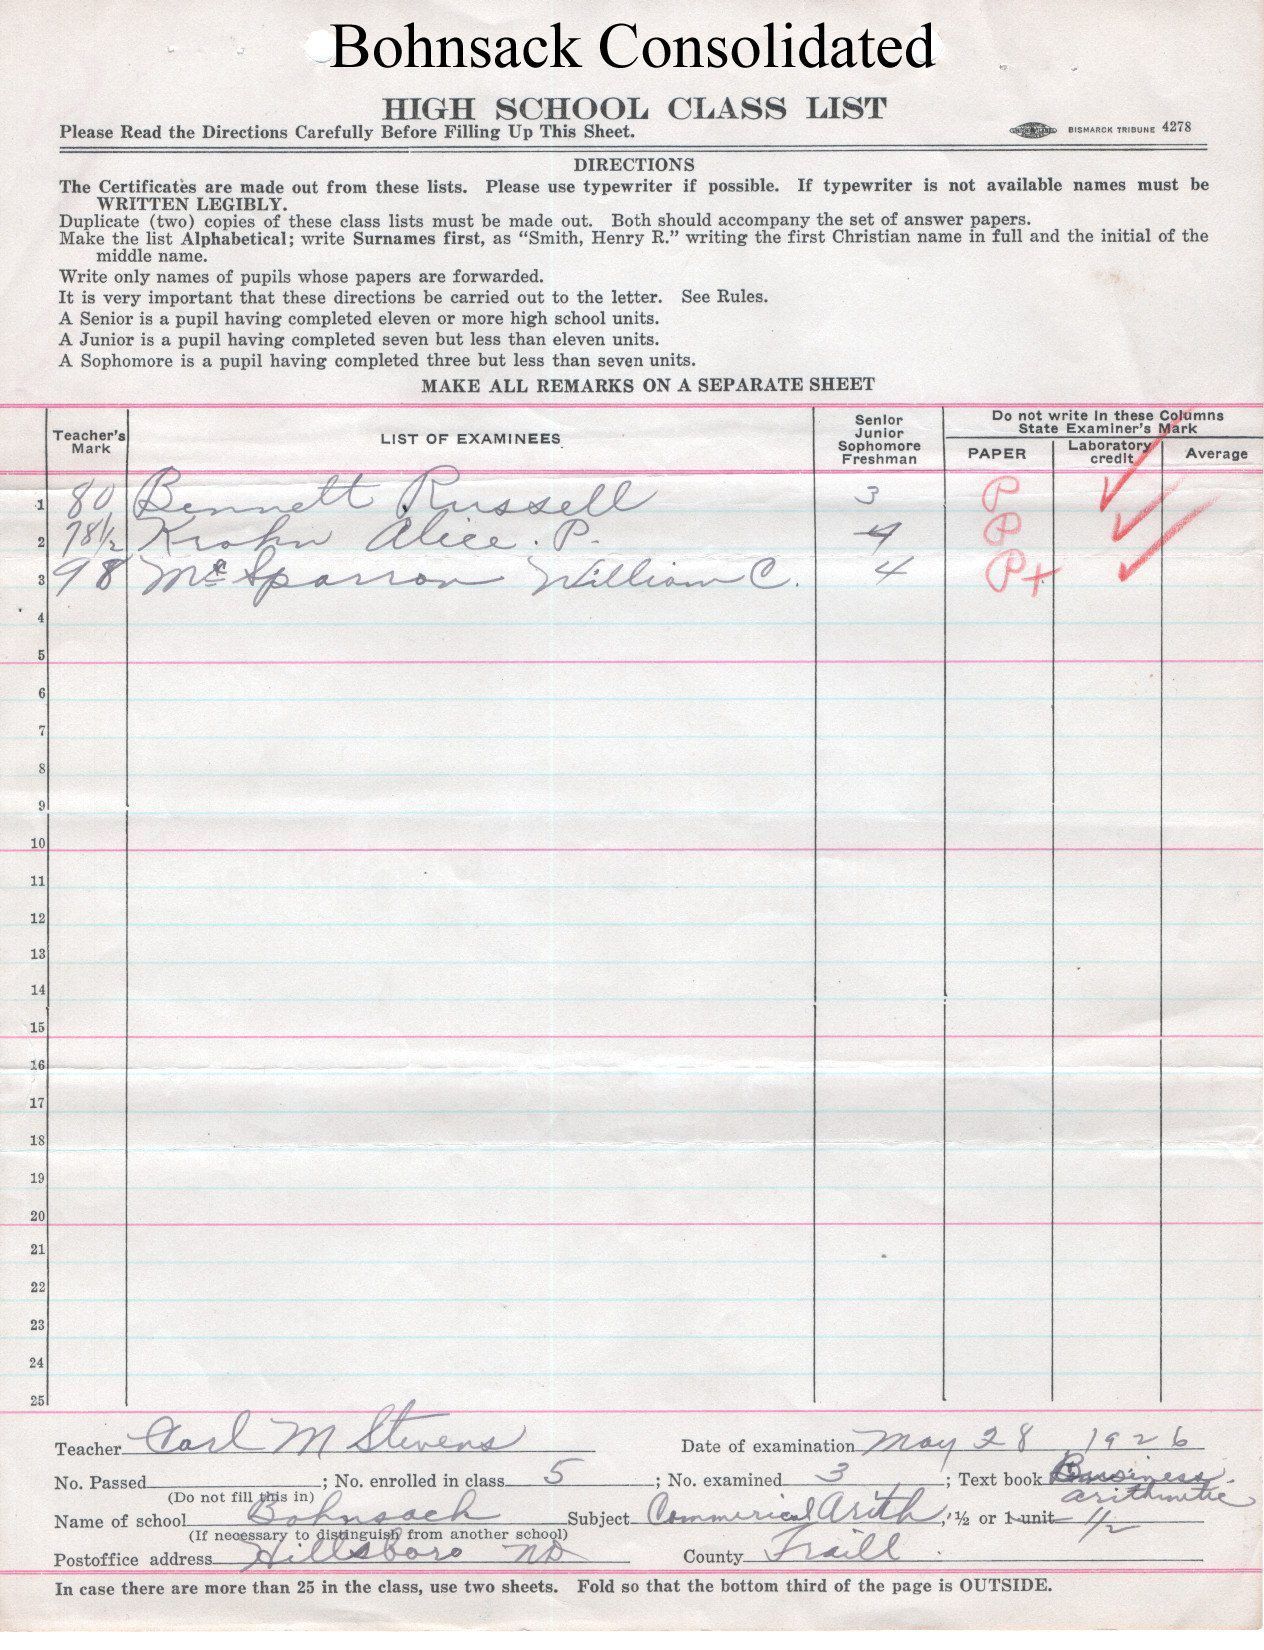 Bohnsack Consolidated
HIGH SCHOOL CLASS LIST
Please Read the Directions Carefully Before Filling Up This Sheet.
BISMARCK TRIBUNE 4278
DIRECTIONS
The Certificates are made out from these lists. Please use typewriter if possible. If typewriter is not available names must be
WRITTEN LEGIBLY.
Duplicate (two) copies of these class lists must be made out. Both should accompany the set of answer papers.
Make the list Alphabetical; write Surnames first, as "Smith, Henry R." writing the first Christian name in full and the initial of the
middle name.
Write only names of pupils whose papers are forwarded.
It is very important that these directions be carried out to the letter. See Rules.
A Senior is a pupil having completed eleven or more high school units.
A Junior is a pupil having completed seven but less than eleven units.
A Sophomore is a pupil having completed three but less than seven units.
MAKE ALL REMARKS ON A SEPARATE SHEET
Teacher's Mark LIST OF EXAMINEES Senior Junior Sophomore Freshman Do not write in these Columns State Examiner's Mark
PAPER Laboratory credit Average
1 80 Bennett Russell 3 P
2 78 1/2 Krohn Alice. P. 4 P
3 98 McSparron William C. 4 P+
4
5
6
7
8
9
10
11
12
13
14
15
16
17
18
19
20
21
22
23
24
25
Teacher Carl M Stevens Date of examination May 28, 1926
No. Passed ; No. enrolled in class 5 ; No. examined 3 ; Text book Business arithmetic
(Do not fill this in)
Name of school Bohnsack Subject Commerical Arith, ; ½ or 1 unit 1/2
(If necessary to distinguish from another school)
Postoffice address Hillsboro ND County Traill
In case there are more than 25 in the class, use two sheets. Fold so that the bottom third of the page is OUTSIDE.